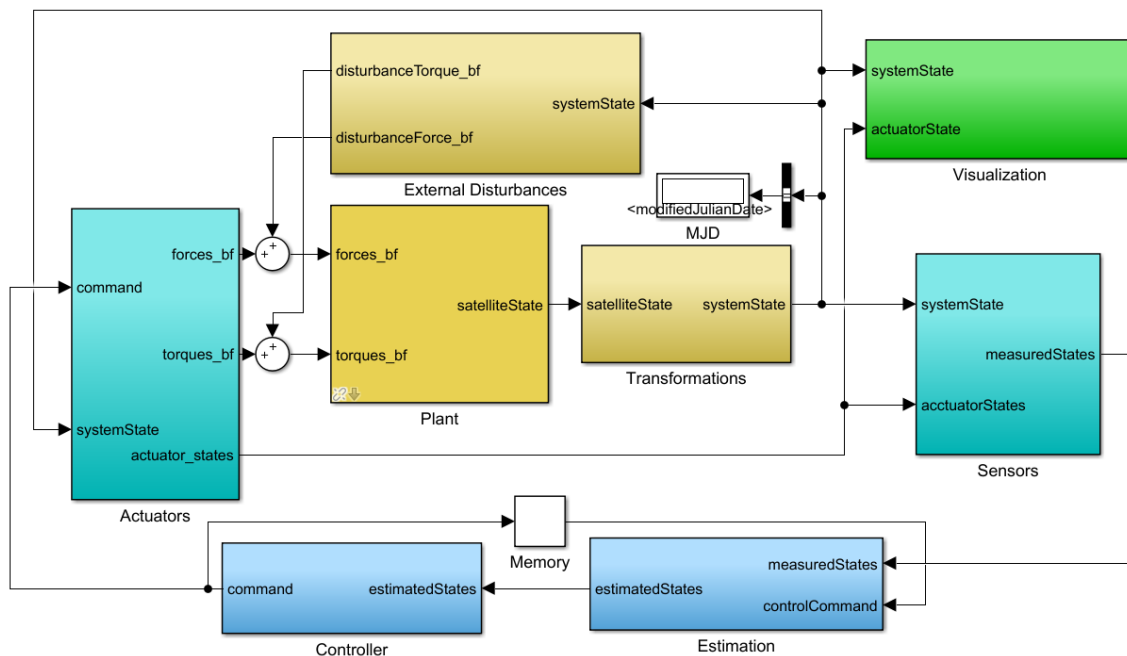 disturbanceTorque_bf
systemState
disturbanceForce_bf
External Disturbances
systemState
actuatorState
Visualization
<modifiedJulianDate>
MJD
forces_bf
command
torques_bf
systemState
actuator_states
Actuators
+
+
+
+
forces_bf
satelliteState
torques_bf
Plant
satelliteState
systemState
Transformations
systemState
measuredStates
acctuatorStates
Sensors
Memory
command
estimatedStates
Controller
measuredStates
estimatedStates
controlCommand
Estimation